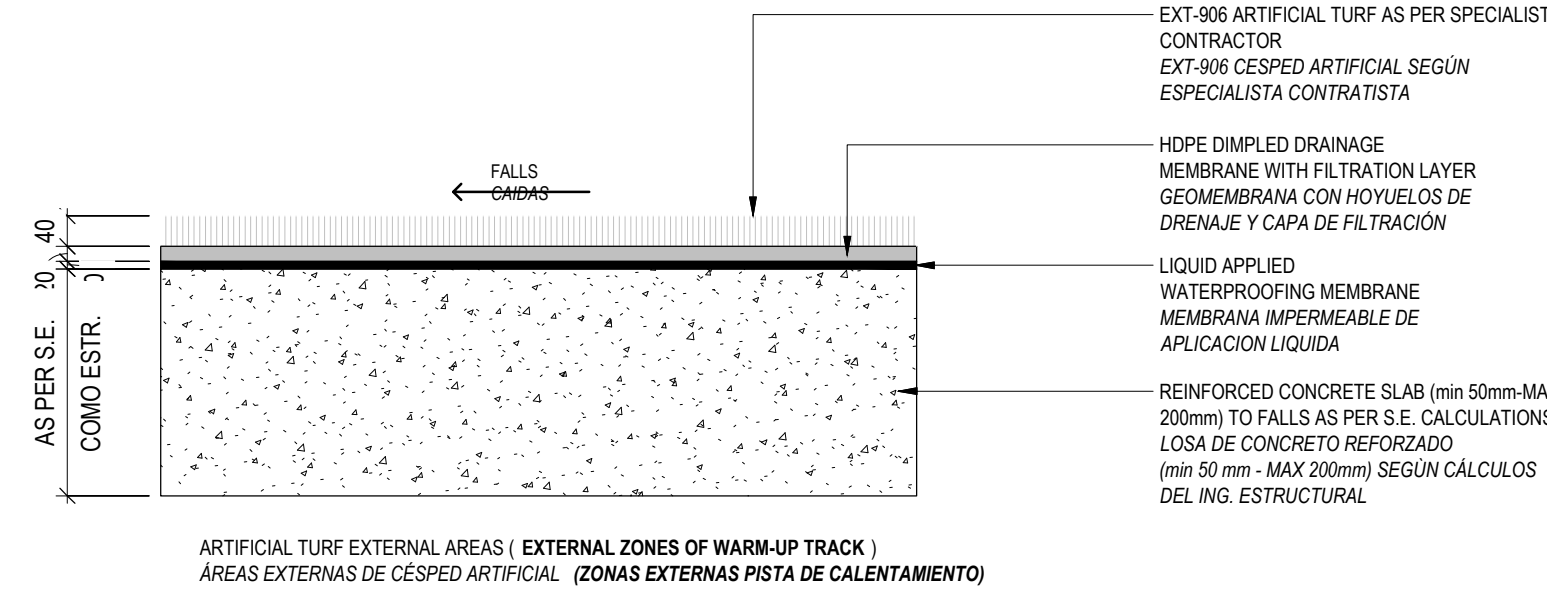 EXT-906 ARTIFICIAL TURF AS PER SPECIALIST
CONTRACTOR
EXT-906 CESPED ARTIFICIAL SEGÚN
ESPECIALISTA CONTRATISTA
HDPE DIMPLED DRAINAGE
MEMBRANE WITH FILTRATION LAYER
GEOMEMBRANA CON HOYUELOS DE
DRENAJE Y CAPA DE FILTRACIÓN
FALLS
CAIDAS
40
LIQUID APPLIED
WATERPROOFING MEMBRANE
MEMBRANA IMPERMEABLE DE
APLICACION LIQUIDA
AS PER S.E.
COMO ESTR.
REINFORCED CONCRETE SLAB (min 50mm-MA
200mm) TO FALLS AS PER S.E. CALCULATIONS
LOSA DE CONCRETO REFORZADO
(min 50 mm - MAX 200mm) SEGÙN CÁLCULOS
DEL ING. ESTRUCTURAL
ARTIFICIAL TURF EXTERNAL AREAS ( EXTERNAL ZONES OF WARM-UP TRACK )
ÁREAS EXTERNAS DE CÉSPED ARTIFICIAL (ZONAS EXTERNAS PISTA DE CALENTAMIENTO)